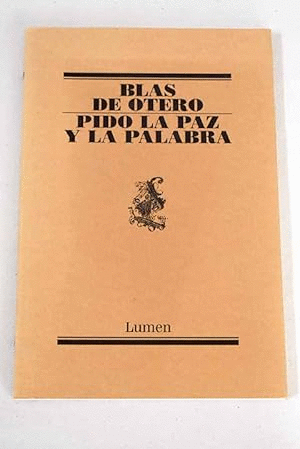 BLAS
DE OTERO
PIDO LA PAZ
Y LA PALABRA
Lumen